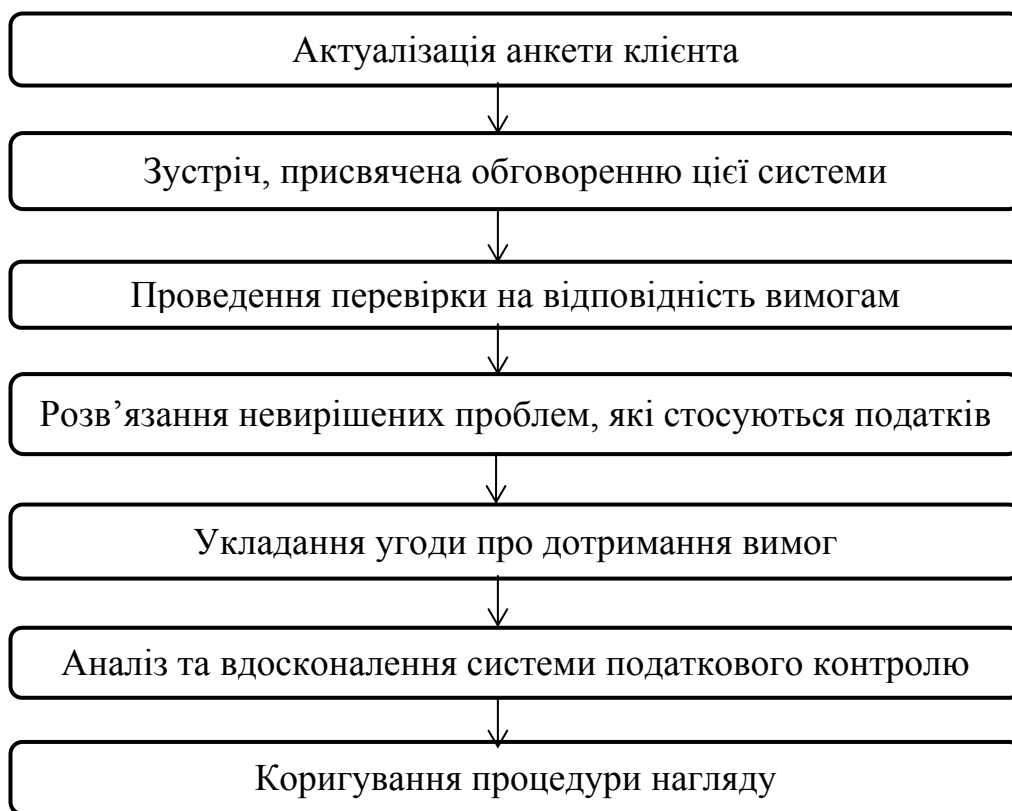 Актуалізація анкети клієнта
Зустріч, присвячена обговоренню цієї системи
Проведення перевірки на відповідність вимогам
Розв’язання невирішених проблем, які стосуються податків
Укладання угоди про дотримання вимог
Аналіз та вдосконалення системи податкового контролю
Коригування процедури нагляду